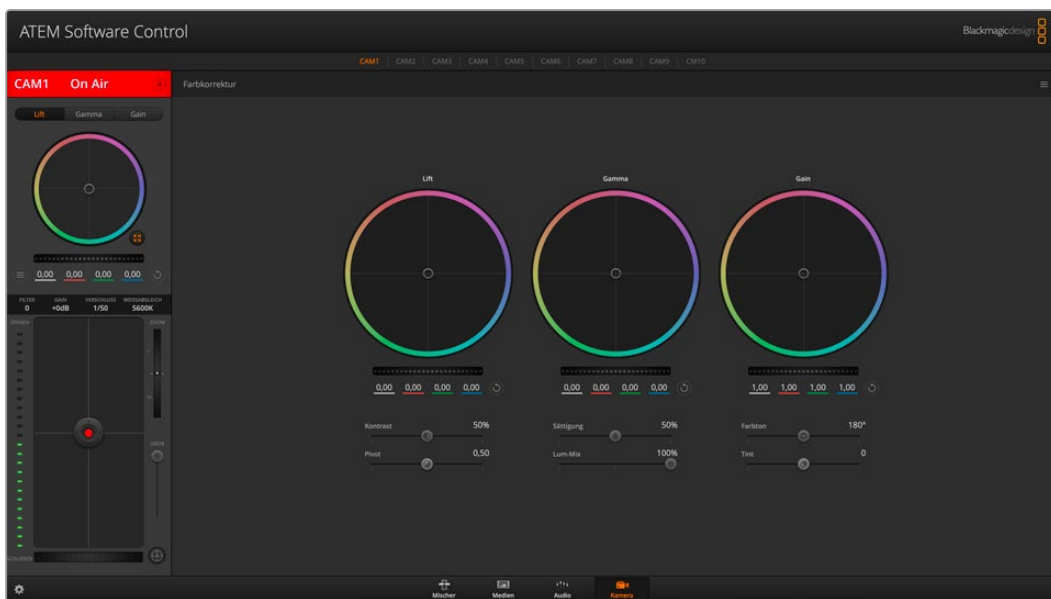 ATEM Software Control
Blackmagicdesign
CAM1 CAM2 CAM3 CAM4 CAM5 CAM6 CAM7 CAM8 CAM9 CM10
CAM1 On Air
Farbkorrektur
Lift Gamma Gain
0,00 0,00 0,00 0,00
FILTER GAIN VERSCHLUSS WEISSABGLEICH
0 +0dB 1/50 5600K
ZOOM
GROB
Lift Gamma Gain
0,00 0,00 0,00 0,00
0,00 0,00 0,00 0,00
1,00 1,00 1,00 1,00
Kontrast 50% Sättigung 50% Farbton 180°
Pivot 0,50 Lum-Mix 100% Tint 0
Mischer Medien Audio Kamera